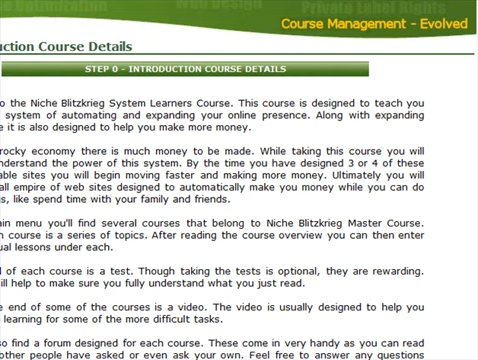 Web Design
Private Label Rights
Course Management - Evolved
uction Course Details
STEP 0 - INTRODUCTION COURSE DETAILS
o the Niche Blitzkrieg System Learners Course. This course is designed to teach you
system of automating and expanding your online presence. Along with expanding
e it is also designed to help you make more money.
rocky economy there is much money to be made. While taking this course you will
nderstand the power of this system. By the time you have designed 3 or 4 of these
able sites you will begin moving faster and making more money. Ultimately you will
all empire of web sites designed to automatically make you money while you can do
s, like spend time with your family and friends.
ain menu you'll find several courses that belong to Niche Blitzkrieg Master Course.
h course is a series of topics. After reading the course overview you can then enter
ual lessons under each.
d of each course is a test. Though taking the tests is optional, they are rewarding.
ill help to make sure you fully understand what you just read.
e end of some of the courses is a video. The video is usually designed to help you
learning for some of the more difficult tasks.
so find a forum designed for each course. These come in very handy as you can read
other people have asked or even ask your own. Feel free to answer any questions